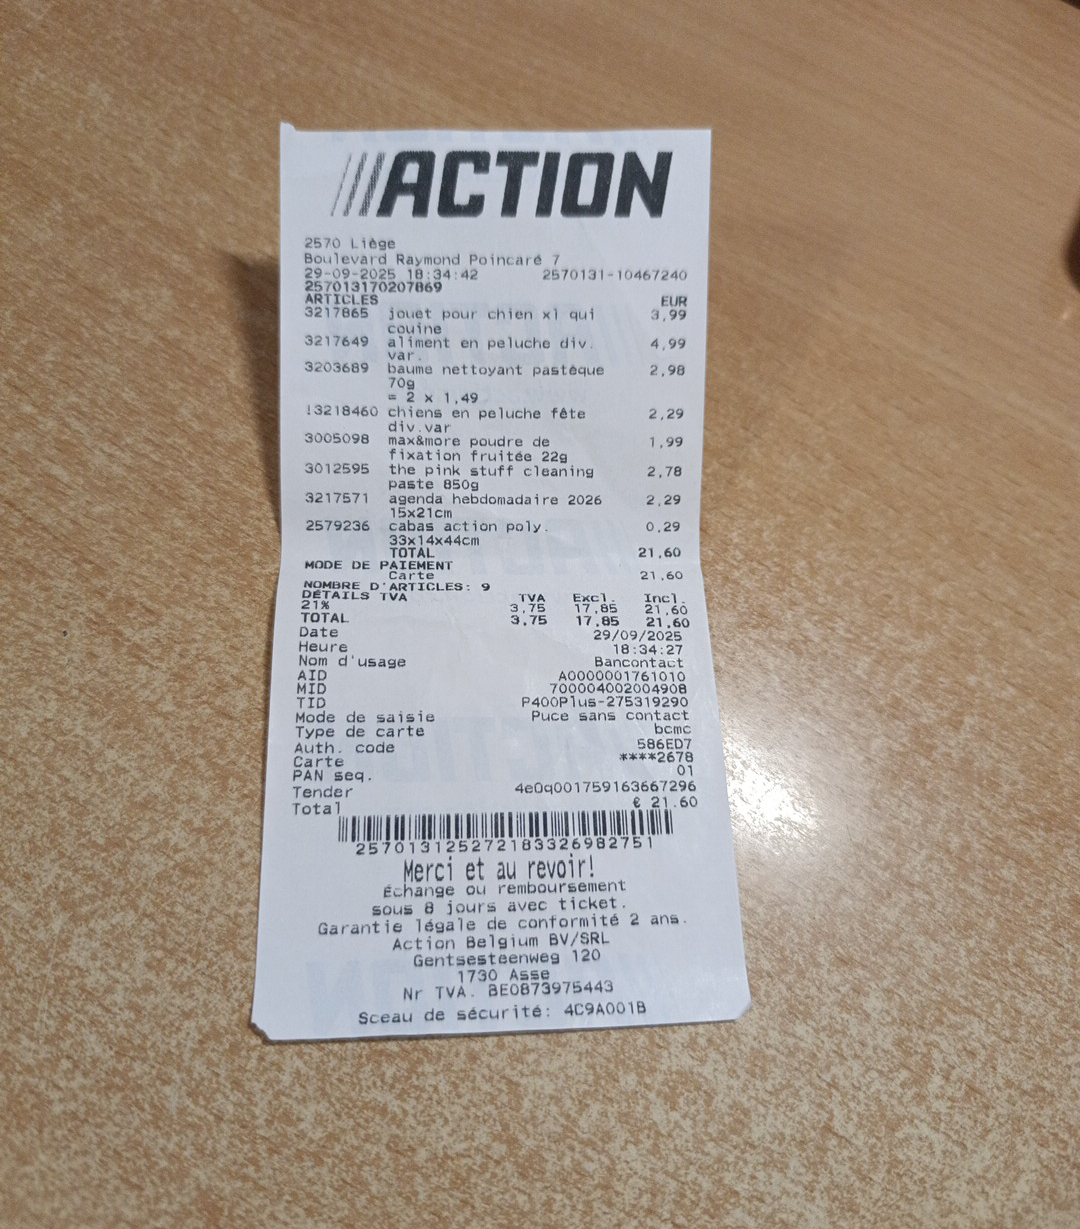 ACTION
2570 Liège
Boulevard Raymond Poincaré 7
29-09-2025 18:34:42 2570131-10467240
257013170207869
ARTICLES EUR
3217865 jouet pour chien xl qui 3,99
couine
3217649 aliment en peluche div. 4,99
var.
3203689 baume nettoyant pastèque 2,98
70g
= 2 x 1,49
!3218460 chiens en peluche fête 2,29
div.var
3005098 max&more poudre de 1,99
fixation fruitée 22g
3012595 the pink stuff cleaning 2,78
paste 850g
3217571 agenda hebdomadaire 2026 2,29
15x21cm
2579236 cabas action poly. 0,29
33x14x44cm
TOTAL 21,60
MODE DE PAIEMENT
Carte 21,60
NOMBRE D'ARTICLES: 9
DÉTAILS TVA TVA Excl. Incl.
21% 3,75 17,85 21,60
TOTAL 3,75 17,85 21,60
Date 29/09/2025
Heure 18:34:27
Nom d'usage Bancontact
AID A0000001761010
MID 700004002004908
TID P400Plus-275319290
Mode de saisie Puce sans contact
Type de carte bcmc
Auth. code 586ED7
Carte ****2678
PAN seq. 01
Tender 4e0q001759163667296
Total € 21.60
257013125272183326982751
Merci et au revoir!
Échange ou remboursement
sous 8 jours avec ticket.
Garantie légale de conformité 2 ans.
Action Belgium BV/SRL
Gentsesteenweg 120
1730 Asse
Nr TVA. BE0873975443
Sceau de sécurité: 4C9A001B